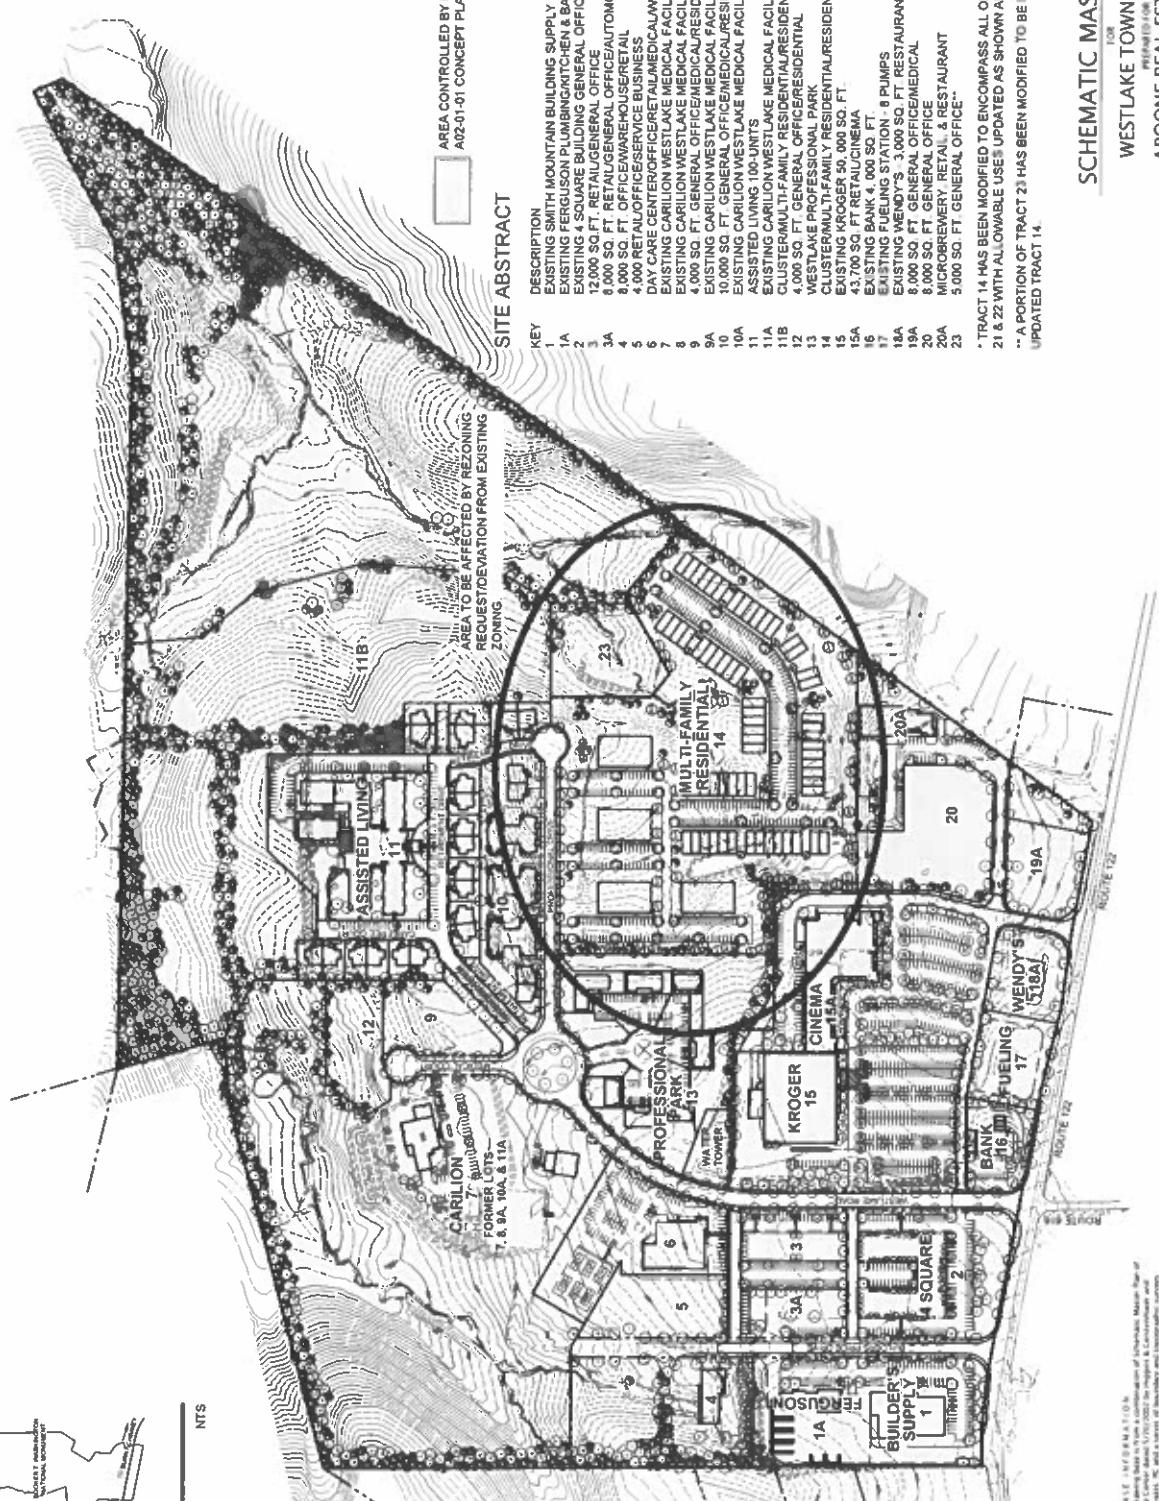 AREA CONTROLLED BY
A02-01-01 CONCEPT PLA
SITE ABSTRACT
KEY DESCRIPTION
1 EXISTING SMITH MOUNTAIN BUILDING SUPPLY
1A EXISTING FERGUSON PLUMBING/KITCHEN & BA
2 EXISTING 4 SQUARE BUILDING GENERAL OFFIC
3 12,000 SQ. FT. RETAIL/GENERAL OFFICE
3A 8,000 SQ. FT. RETAIL/GENERAL OFFICE/AUTOMO
4 8,000 SQ. FT. OFFICE/WAREHOUSE/RETAIL
5 4,000 RETAIL/OFFICE/SERVICE BUSINESS
6 DAY CARE CENTER/OFFICE/RETAIL/MEDICAL/W
7 EXISTING CARILION WESTLAKE MEDICAL FACIL
8 EXISTING CARILION WESTLAKE MEDICAL FACIL
9 4,000 SQ. FT. GENERAL OFFICE/MEDICAL/RESID
9A EXISTING CARILION WESTLAKE MEDICAL FACIL
10 10,000 SQ. FT. GENERAL OFFICE/MEDICAL/RESI
10A EXISTING CARILION WESTLAKE MEDICAL FACIL
11 ASSISTED LIVING 100-UNITS
11A EXISTING CARILION WESTLAKE MEDICAL FACIL
11B CLUSTER/MULTI-FAMILY RESIDENTIAL/RESIDEN
12 4,000 SQ. FT. GENERAL OFFICE/RESIDENTIAL
13 WESTLAKE PROFESSIONAL PARK
14 CLUSTER/MULTI-FAMILY RESIDENTIAL/RESIDEN
15 EXISTING KROGER 50,000 SQ. FT.
15A 43,700 SQ. FT RETAIL/CINEMA
16 EXISTING BANK 4,000 SQ. FT.
17 EXISTING FUELING STATION - 8 PUMPS
18A EXISTING WENDY'S 3,000 SQ. FT. RESTAURAN
19A 8,000 SQ. FT. GENERAL OFFICE/MEDICAL
20 8,000 SQ. FT. GENERAL OFFICE
20A MICROBREWERY, RETAIL, & RESTAURANT
23 5,000 SQ. FT. GENERAL OFFICE**
* TRACT 14 HAS BEEN MODIFIED TO ENCOMPASS ALL O
21 & 22 WITH ALLOWABLE USES UPDATED AS SHOWN A
** A PORTION OF TRACT 23 HAS BEEN MODIFIED TO BE
UPDATED TRACT 14.
SCHEMATIC MAS
FOR
WESTLAKE TOWN
PREPARED FOR
AREA TO BE AFFECTED BY REZONING
REQUEST/DEVIATION FROM EXISTING
ZONING.
11B
23
MULTI-FAMILY
RESIDENTIAL
14
20A
20
19A
ASSISTED LIVING
11
10
12
9
CARILION
7
FORMER LOTS
7, 8, 9A, 10A, & 11A
PROFESSIONAL
PARK
13
WATER
TOWER
CINEMA
15A
KROGER
15
WENDY'S
18A
FUELING
17
BANK
16
ROUTE 122
ROUTE 122
ROUTE 616
6
5
3
3A
4 SQUARE
2
4
FERGUSON
1A
BUILDER'S
SUPPLY
1
NTS
BOOKER T. WASHINGTON
NATIONAL MONUMENT